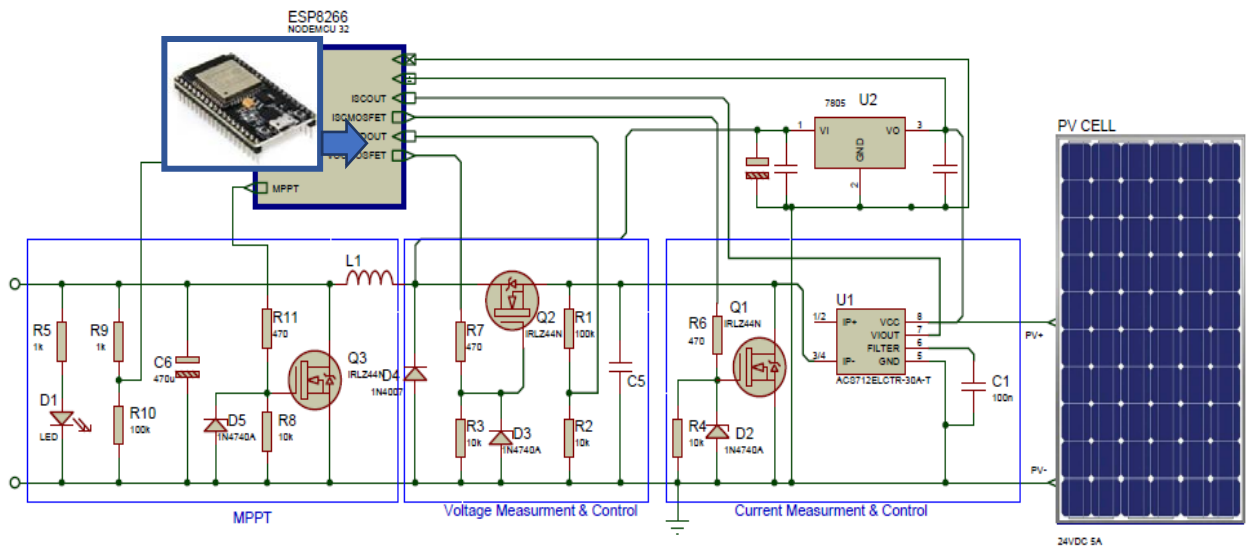 ESP8266
NODEMCU 32
ISCOUT
ISCMOSFET
MPPT
7805
U2
1
VI
VO
3
GND
2
PV CELL
L1
R5
1k
R9
1k
C6
470u
R11
470
Q3
IRLZ44N
D4
1N4007
D1
LED
R10
100k
D5
1N4740A
R8
10k
MPPT
Q2
IRLZ44N
R7
470
R1
100k
C5
R3
10k
D3
1N4740A
R2
10k
Voltage Measurment & Control
Q1
IRLZ44N
R6
470
R4
10k
D2
1N4740A
U1
1/2
IP+
VCC
8
VIOUT
7
FILTER
6
3/4
IP-
GND
5
ACS712ELCTR-30A-T
C1
100n
Current Measurment & Control
PV+
PV-
24VDC 5A